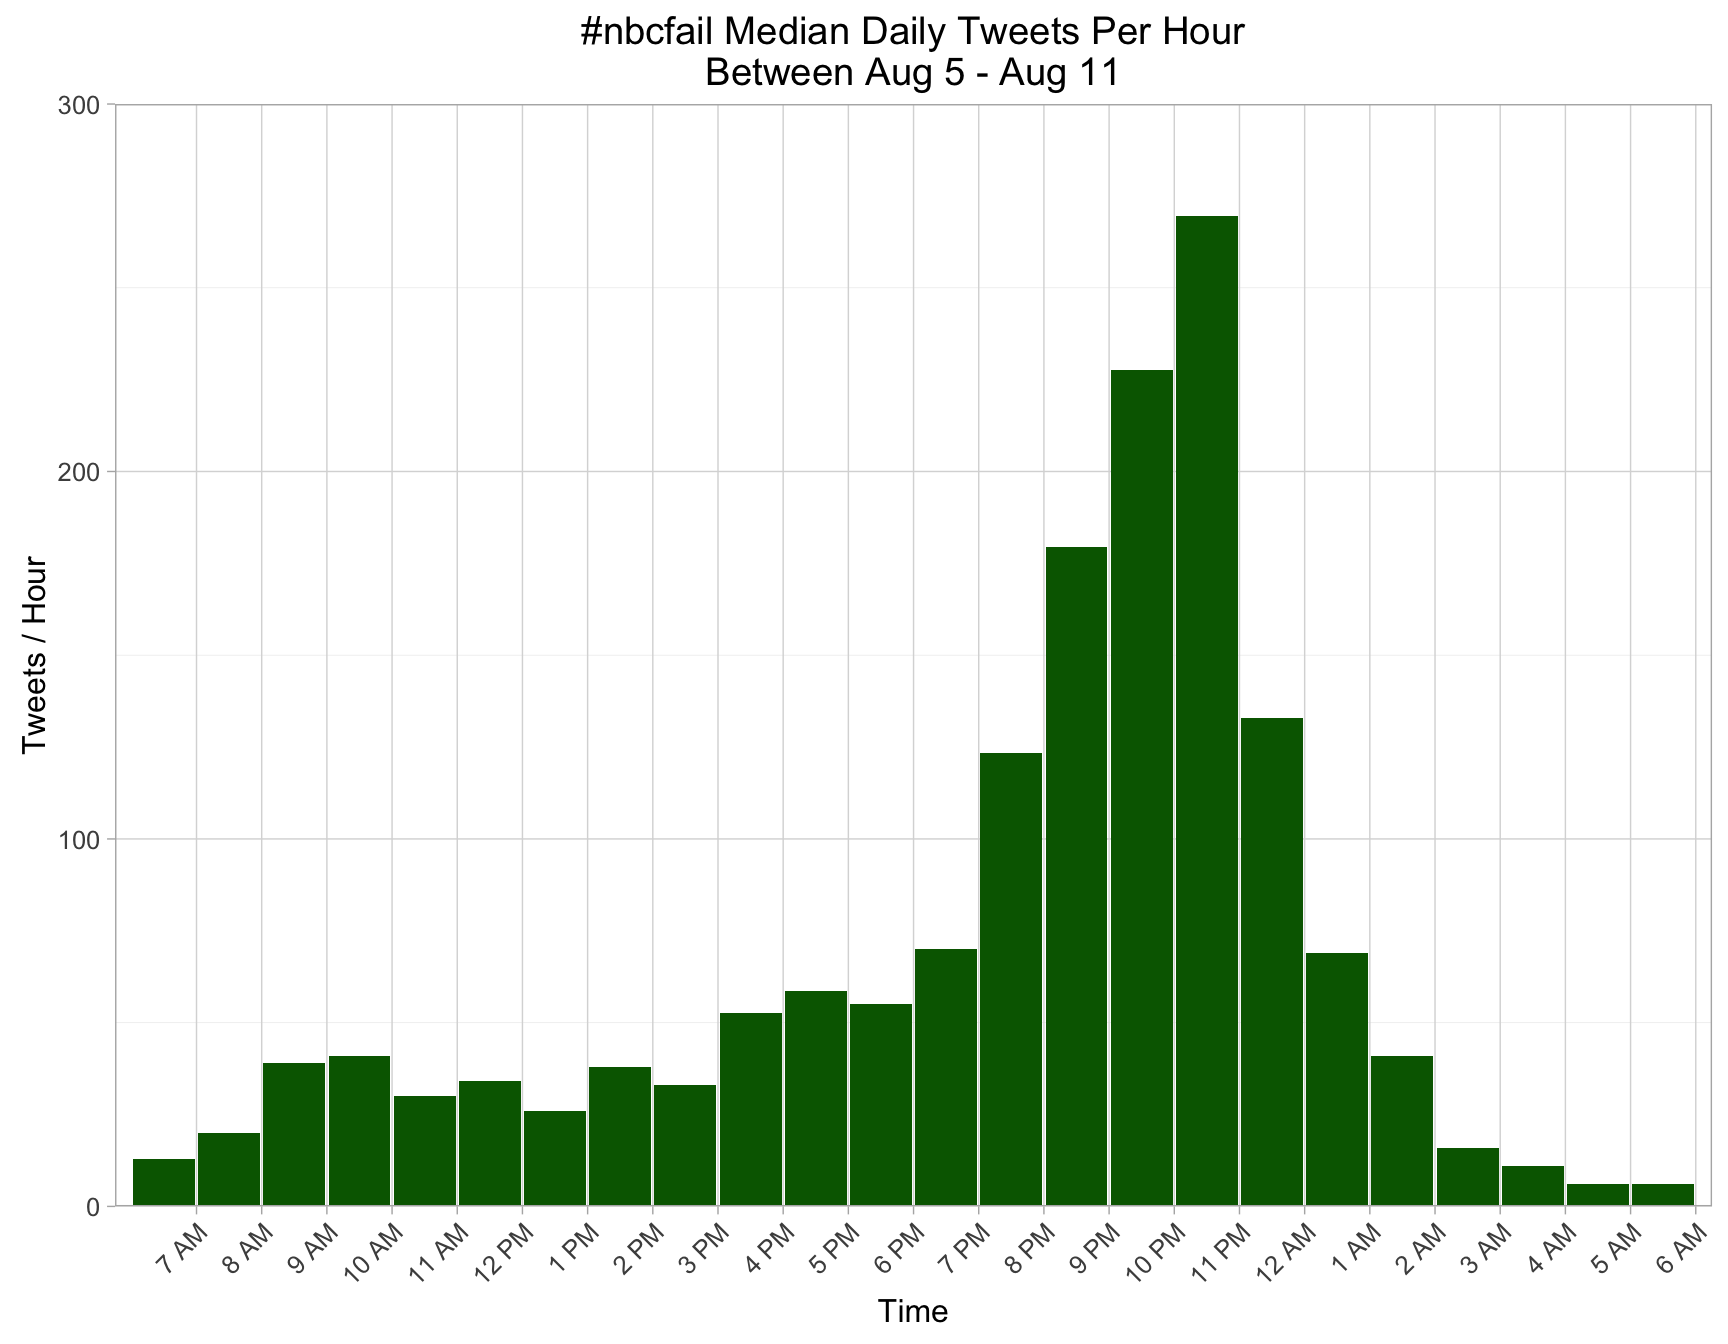 #nbcfail Median Daily Tweets Per Hour
Between Aug 5 - Aug 11
300
200
100
0
Tweets / Hour
7 AM
8 AM
9 AM
10 AM
11 AM
12 PM
1 PM
2 PM
3 PM
4 PM
5 PM
6 PM
7 PM
8 PM
9 PM
10 PM
11 PM
12 AM
1 AM
2 AM
3 AM
4 AM
5 AM
6 AM
Time